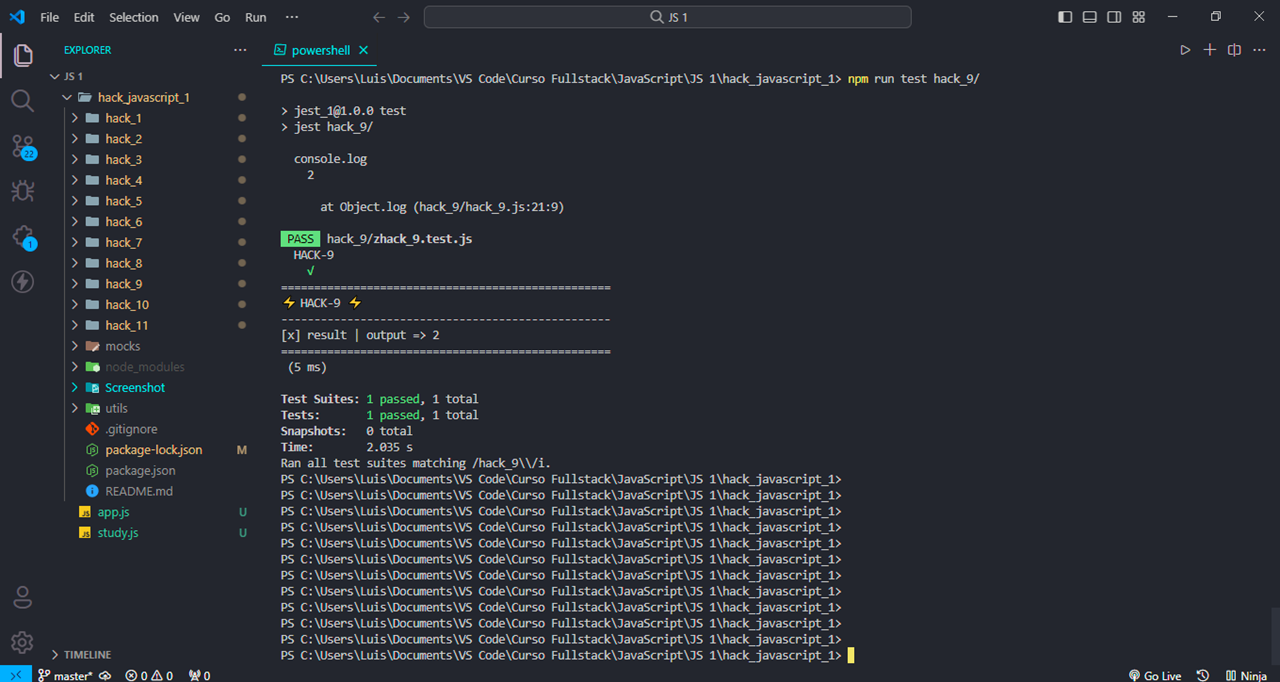 File Edit Selection View Go Run ··· JS 1
EXPLORER ···
JS 1
hack_javascript_1
hack_1
hack_2
hack_3
hack_4
hack_5
hack_6
hack_7
hack_8
hack_9
hack_10
hack_11
mocks
node_modules
Screenshot
utils
.gitignore
package-lock.json M
package.json
README.md
app.js U
study.js U
TIMELINE
22
1
powershell
PS C:\Users\Luis\Documents\VS Code\Curso Fullstack\JavaScript\JS 1\hack_javascript_1> npm run test hack_9/
> jest_1@1.0.0 test
> jest hack_9/
console.log
2
at Object.log (hack_9/hack_9.js:21:9)
PASS hack_9/zhack_9.test.js
HACK-9
√
==================================================
⚡ HACK-9 ⚡
--------------------------------------------------
[x] result | output => 2
==================================================
(5 ms)
Test Suites: 1 passed, 1 total
Tests: 1 passed, 1 total
Snapshots: 0 total
Time: 2.035 s
Ran all test suites matching /hack_9\\/i.
PS C:\Users\Luis\Documents\VS Code\Curso Fullstack\JavaScript\JS 1\hack_javascript_1>
PS C:\Users\Luis\Documents\VS Code\Curso Fullstack\JavaScript\JS 1\hack_javascript_1>
PS C:\Users\Luis\Documents\VS Code\Curso Fullstack\JavaScript\JS 1\hack_javascript_1>
PS C:\Users\Luis\Documents\VS Code\Curso Fullstack\JavaScript\JS 1\hack_javascript_1>
PS C:\Users\Luis\Documents\VS Code\Curso Fullstack\JavaScript\JS 1\hack_javascript_1>
PS C:\Users\Luis\Documents\VS Code\Curso Fullstack\JavaScript\JS 1\hack_javascript_1>
PS C:\Users\Luis\Documents\VS Code\Curso Fullstack\JavaScript\JS 1\hack_javascript_1>
PS C:\Users\Luis\Documents\VS Code\Curso Fullstack\JavaScript\JS 1\hack_javascript_1>
PS C:\Users\Luis\Documents\VS Code\Curso Fullstack\JavaScript\JS 1\hack_javascript_1>
PS C:\Users\Luis\Documents\VS Code\Curso Fullstack\JavaScript\JS 1\hack_javascript_1>
PS C:\Users\Luis\Documents\VS Code\Curso Fullstack\JavaScript\JS 1\hack_javascript_1>
PS C:\Users\Luis\Documents\VS Code\Curso Fullstack\JavaScript\JS 1\hack_javascript_1>
master* 0 0 0 Go Live Ninja